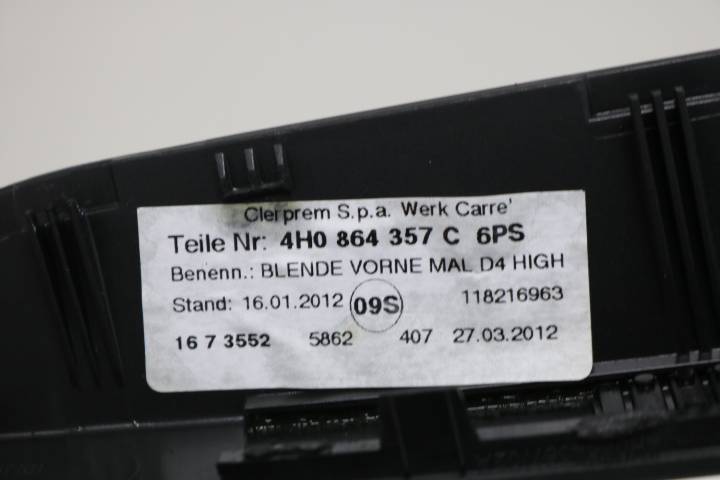 Clerprem S.p.a. Werk Carre'
Teile Nr: 4H0 864 357 C 6PS
Benenn.: BLENDE VORNE MAL D4 HIGH
Stand: 16.01.2012 09S 118216963
16 7 3552 5862 407 27.03.2012